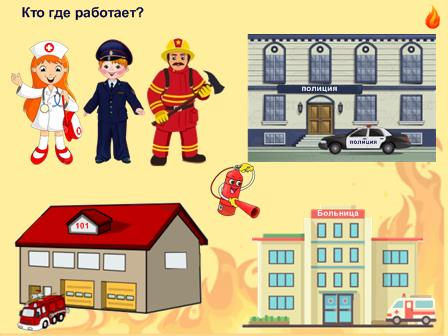 Кто где работает?
полиция
полиция
101
Больница